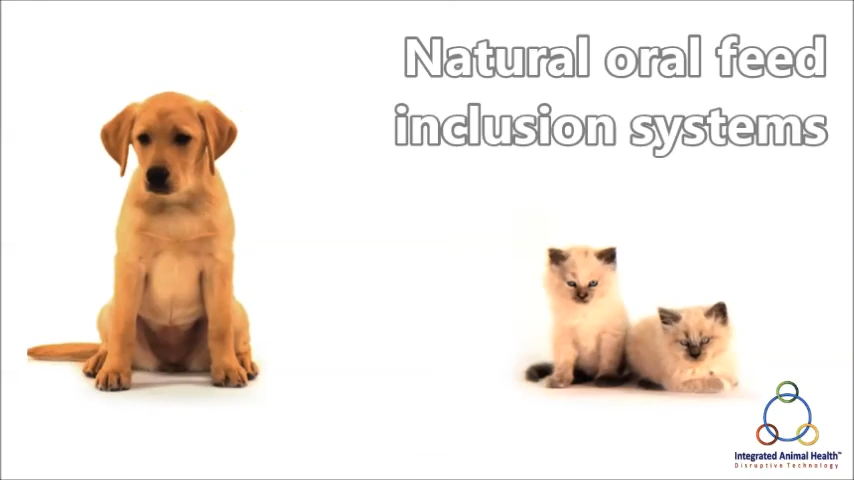 Natural oral feed
inclusion systems
Integrated Animal Health™
Disruptive Technology